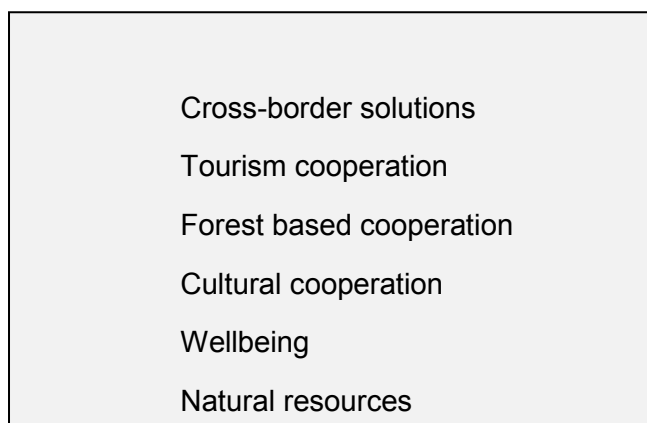 Cross-border solutions
Tourism cooperation
Forest based cooperation
Cultural cooperation
Wellbeing
Natural resources